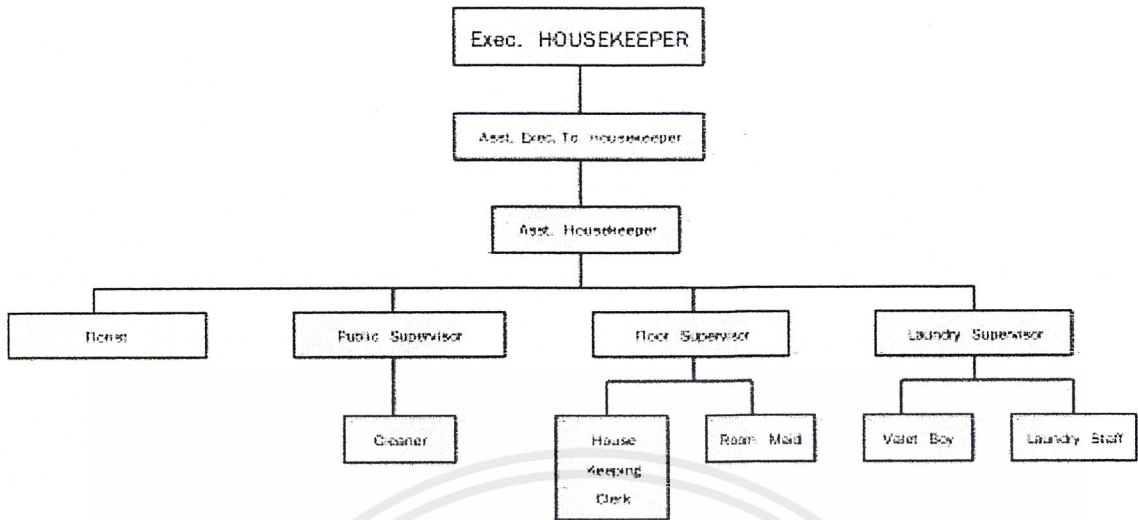 Exec. HOUSEKEEPER
Asst. Exec. To Housekeeper
Asst. Housekeeper
Florist
Public Supervisor
Floor Supervisor
Laundry Supervisor
Cleaner
House
Keeping
Clerk
Room Maid
Valet Boy
Laundry Staff